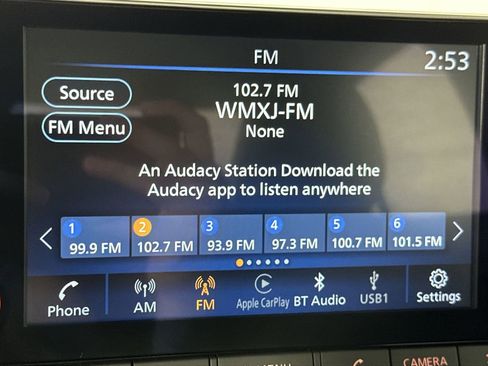 FM
2:53
Source
102.7 FM
WMXJ-FM
FM Menu
None
An Audacy Station Download the
Audacy app to listen anywhere
1 2 3 4 5 6
99.9 FM 102.7 FM 93.9 FM 97.3 FM 100.7 FM 101.5 FM
Phone AM FM Apple CarPlay BT Audio USB1 Settings
CAMERA